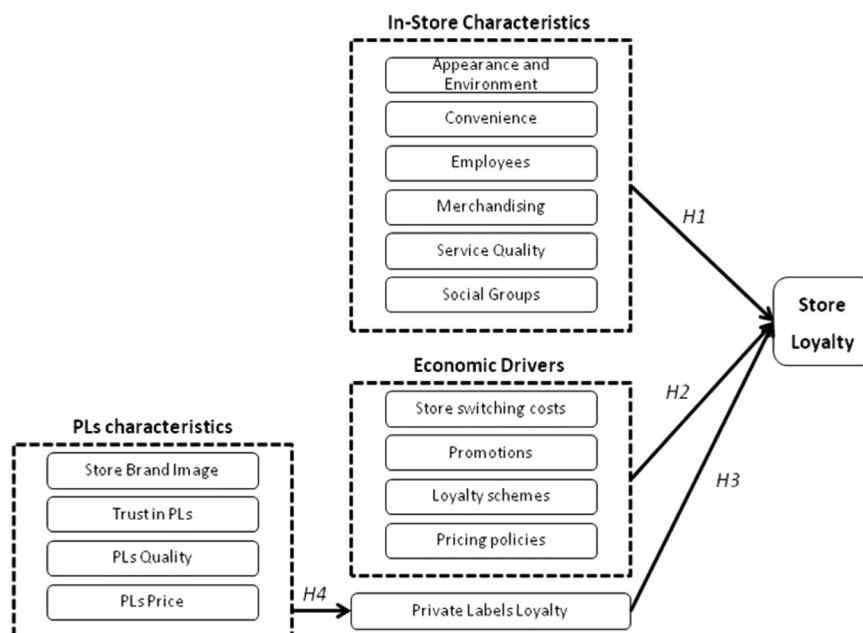 In-Store Characteristics
Appearance and
Environment
Convenience
Employees
Merchandising
Service Quality
Social Groups
H1
Store
Loyalty
Economic Drivers
Store switching costs
Promotions
Loyalty schemes
Pricing policies
H2
H3
PLs characteristics
Store Brand Image
Trust in PLs
PLs Quality
PLs Price
H4
Private Labels Loyalty